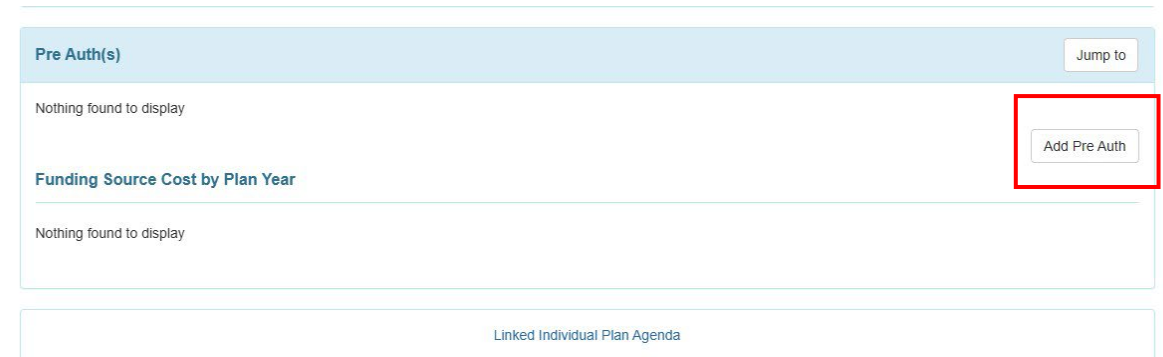 Pre Auth(s)
Jump to
Nothing found to display
Add Pre Auth
Funding Source Cost by Plan Year
Nothing found to display
Linked Individual Plan Agenda